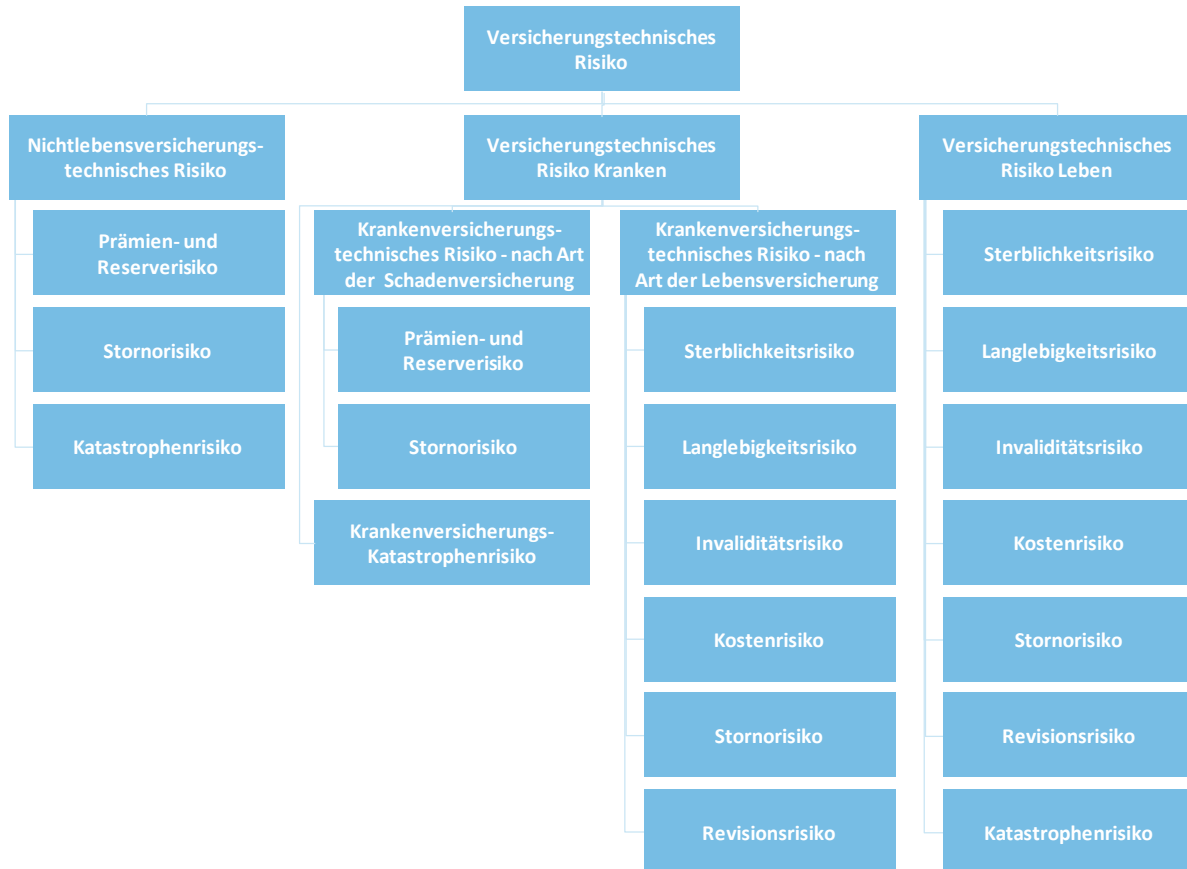 Versicherungstechnisches
Risiko
Nichtlebensversicherungs-
technisches Risiko
Prämien- und
Reserverisiko
Stornorisiko
Katastrophenrisiko
Versicherungstechnisches
Risiko Kranken
Krankenversicherungs-
technisches Risiko - nach Art
der Schadenversicherung
Prämien- und
Reserverisiko
Stornorisiko
Krankenversicherungs-
Katastrophenrisiko
Krankenversicherungs-
technisches Risiko - nach
Art der Lebensversicherung
Sterblichkeitsrisiko
Langlebigkeitsrisiko
Invaliditätsrisiko
Kostenrisiko
Stornorisiko
Revisionsrisiko
Versicherungstechnisches
Risiko Leben
Sterblichkeitsrisiko
Langlebigkeitsrisiko
Invaliditätsrisiko
Kostenrisiko
Stornorisiko
Revisionsrisiko
Katastrophenrisiko